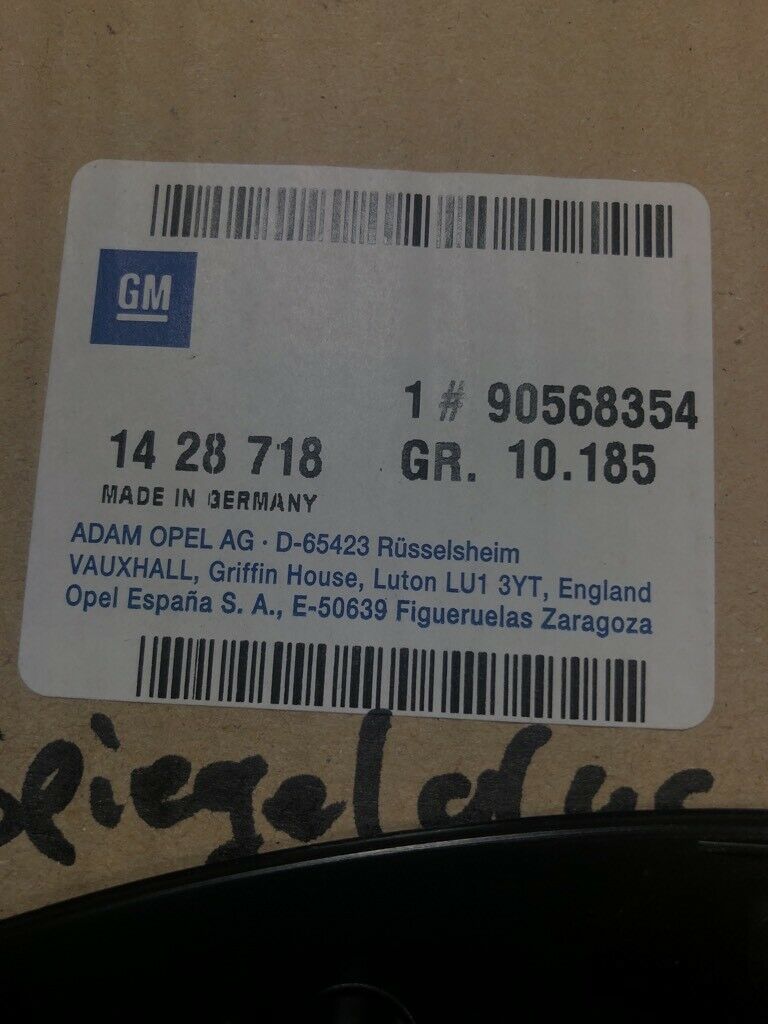 GM
1 # 90568354
14 28 718 GR. 10.185
MADE IN GERMANY
ADAM OPEL AG · D-65423 Rüsselsheim
VAUXHALL, Griffin House, Luton LU1 3YT, England
Opel España S. A., E-50639 Figueruelas Zaragoza